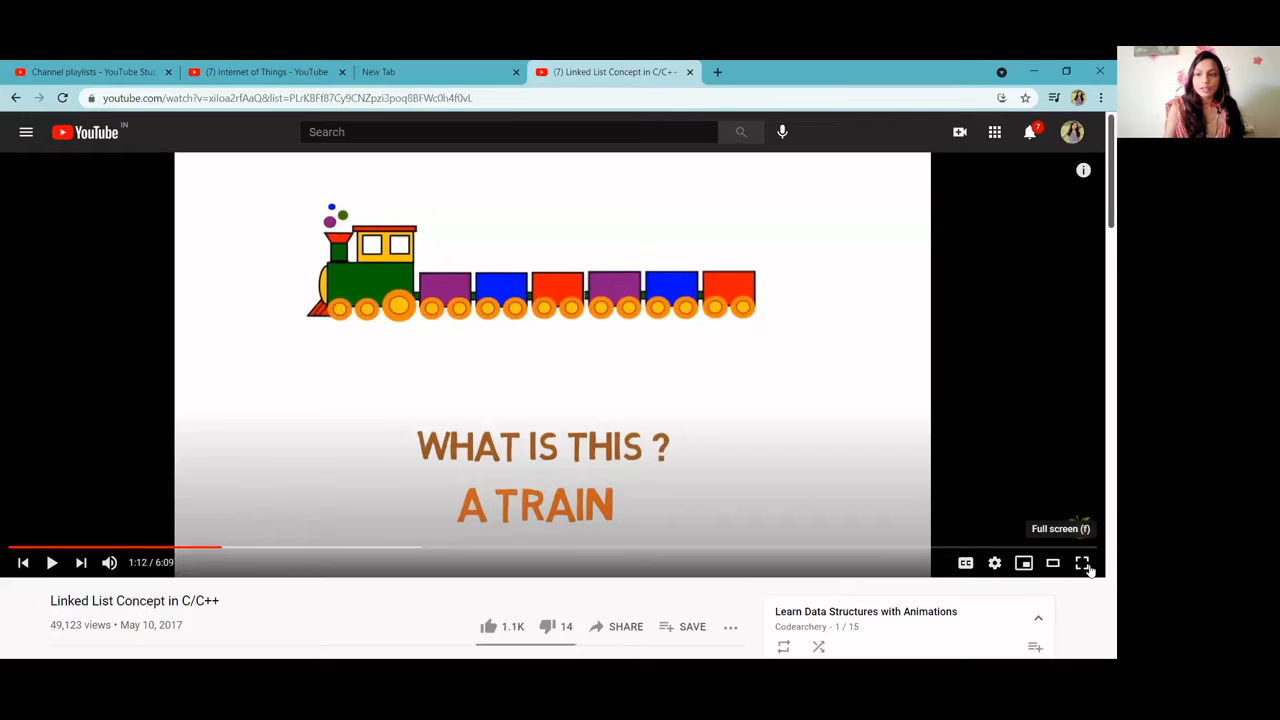 Channel playlists - YouTube Stu
(7) Internet of Things - YouTube
New Tab
(7) Linked List Concept in C/C+
youtube.com/watch?v=xiIoa2rfAaQ&list=PLrKBFf87Cy9CNZpzi3poq8BFWc0h4f0vL
YouTube IN
Search
7
WHAT IS THIS ?
A TRAIN
Full screen (f)
1:12 / 6:09
CC
Linked List Concept in C/C++
49,123 views • May 10, 2017
1.1K
14
SHARE
SAVE
Learn Data Structures with Animations
Codearchery - 1 / 15